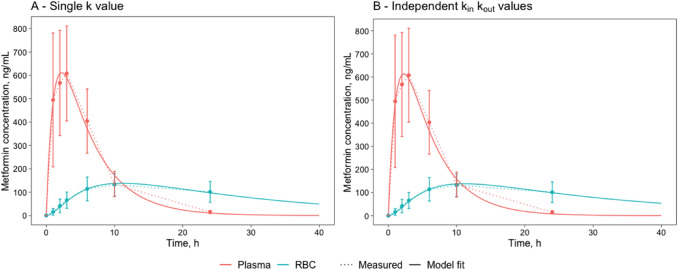 A - Single k value
B - Independent kin kout values
Metformin concentration, ng/mL
800
700
600
500
400
300
200
100
0
0 10 20 30 40
Time, h
Metformin concentration, ng/mL
800
700
600
500
400
300
200
100
0
0 10 20 30 40
Time, h
Plasma RBC Measured Model fit